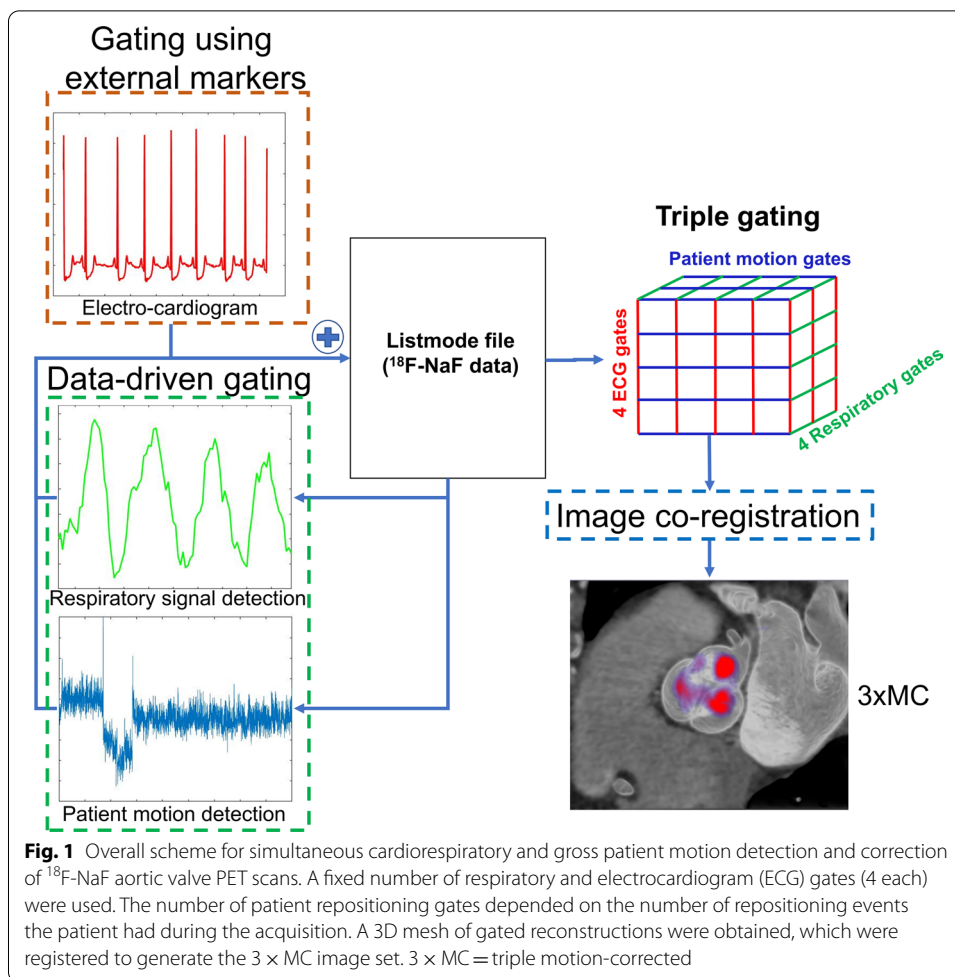 Gating using
external markers
Electro-cardiogram
Data-driven gating
Respiratory signal detection
Patient motion detection
Listmode file
(¹⁸F-NaF data)
Triple gating
Patient motion gates
4 ECG gates
4 Respiratory gates
Image co-registration
3xMC
Fig. 1 Overall scheme for simultaneous cardiorespiratory and gross patient motion detection and correction
of ¹⁸F-NaF aortic valve PET scans. A fixed number of respiratory and electrocardiogram (ECG) gates (4 each)
were used. The number of patient repositioning gates depended on the number of repositioning events
the patient had during the acquisition. A 3D mesh of gated reconstructions were obtained, which were
registered to generate the 3 × MC image set. 3 × MC = triple motion-corrected